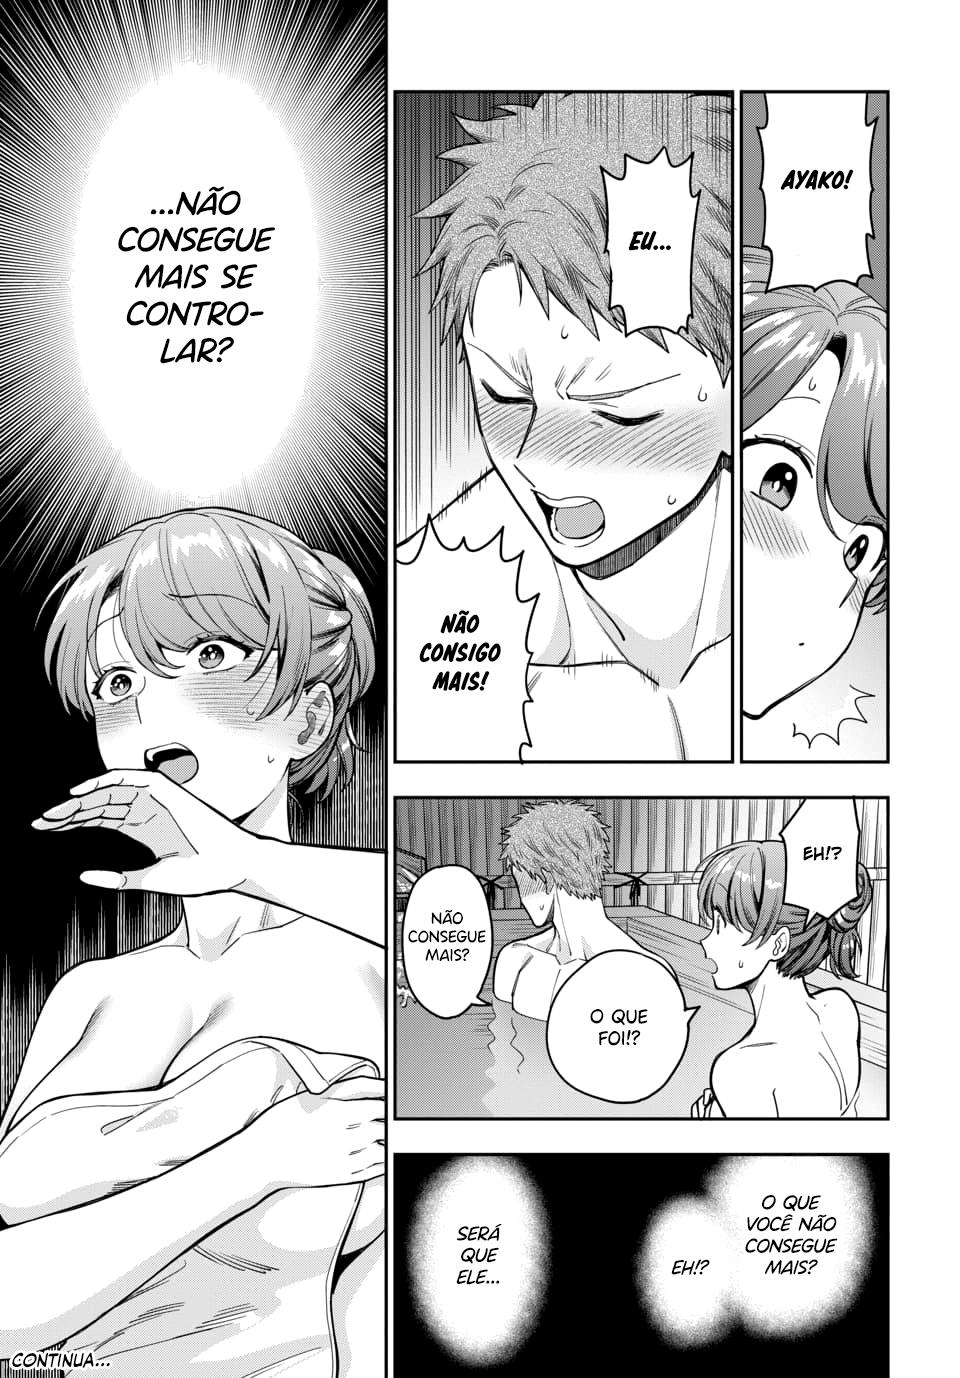 AYAKO!
EU...
NÃO
CONSIGO
MAIS!
EH!?
O QUE
FOI!?
NÃO
CONSEGUE
MAIS?
O QUE
VOCÊ NÃO
CONSEGUE
MAIS?
EH!?
SERÁ
QUE
ELE...
...NÃO
CONSEGUE
MAIS SE
CONTRO-
LAR?
CONTINUA...